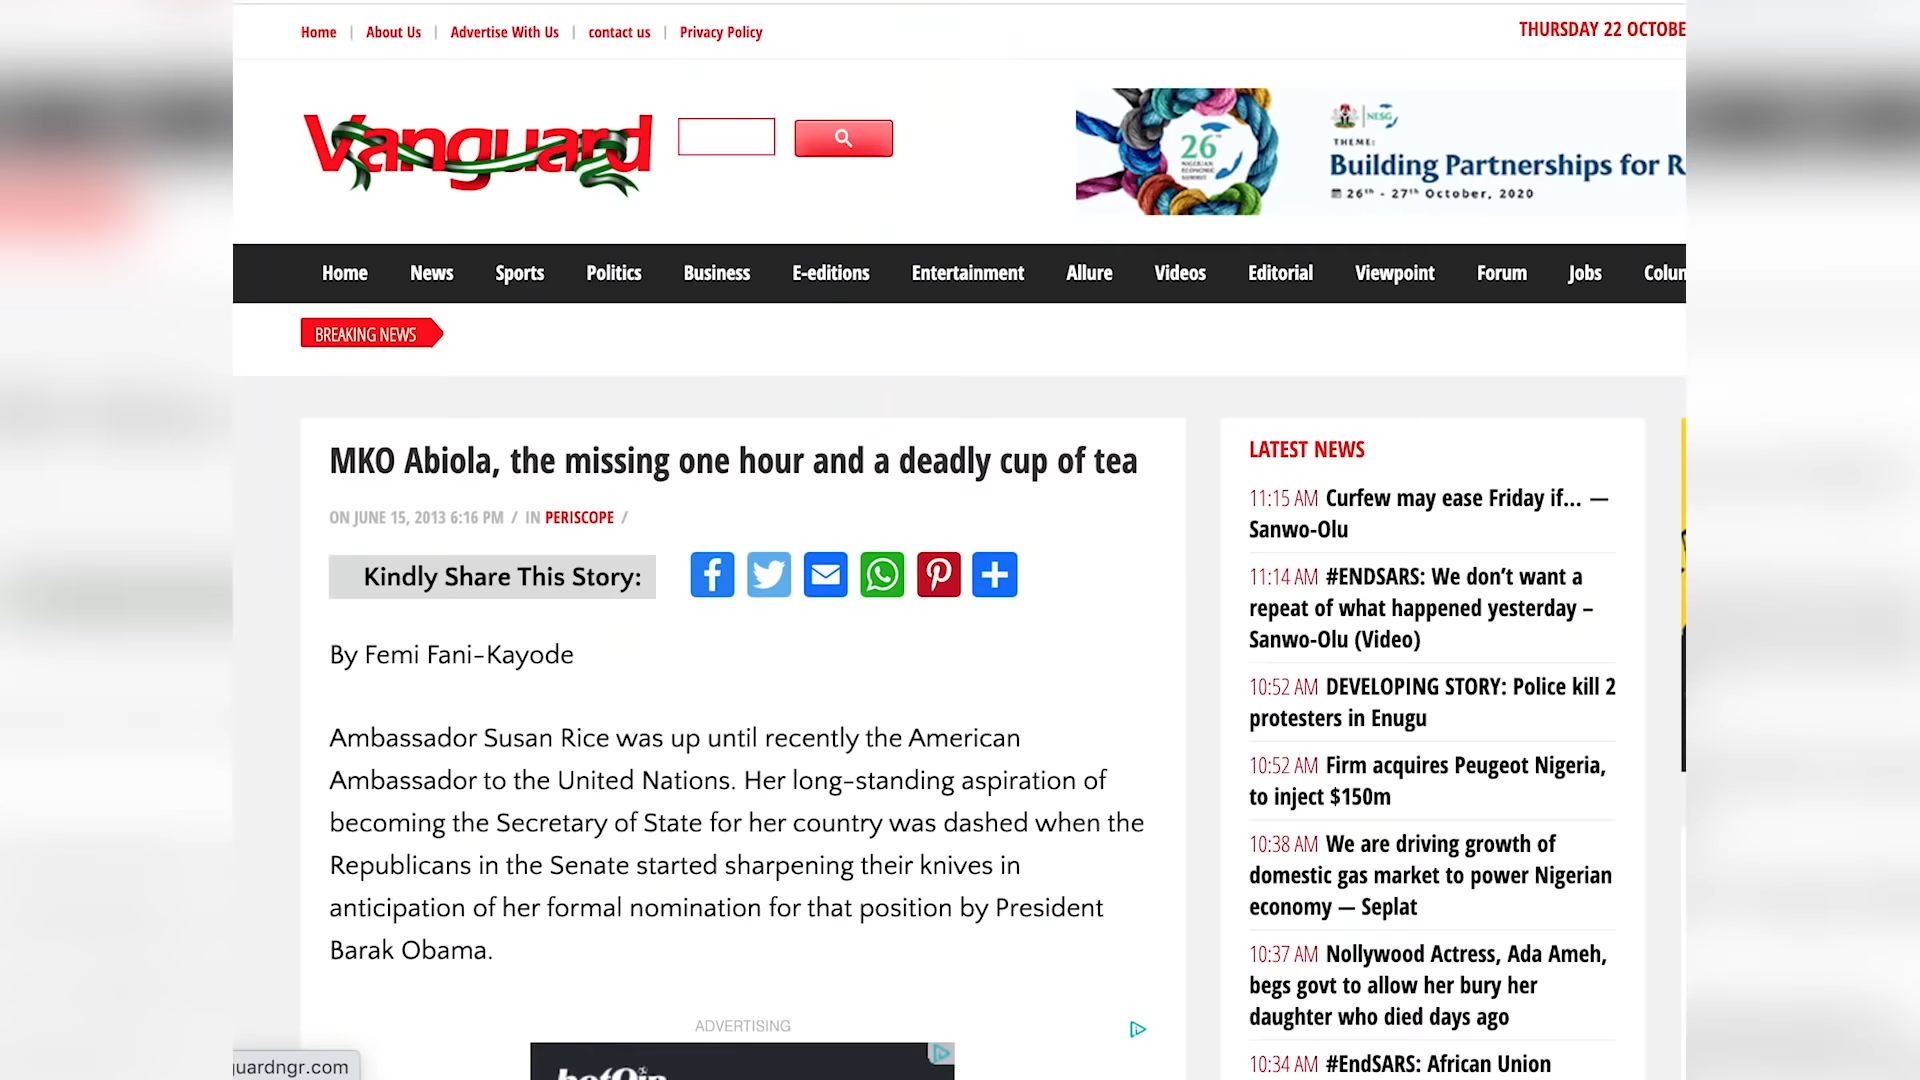 Home | About Us | Advertise With Us | contact us | Privacy Policy
THURSDAY 22 OCTOBE
Vanguard
26TH
NIGERIAN
ECONOMIC
SUMMIT
NESG
THEME:
Building Partnerships for R
26th - 27th October, 2020
Home News Sports Politics Business E-editions Entertainment Allure Videos Editorial Viewpoint Forum Jobs Colun
BREAKING NEWS
MKO Abiola, the missing one hour and a deadly cup of tea
ON JUNE 15, 2013 6:16 PM / IN PERISCOPE /
Kindly Share This Story:
By Femi Fani-Kayode
Ambassador Susan Rice was up until recently the American
Ambassador to the United Nations. Her long-standing aspiration of
becoming the Secretary of State for her country was dashed when the
Republicans in the Senate started sharpening their knives in
anticipation of her formal nomination for that position by President
Barak Obama.
ADVERTISING
LATEST NEWS
11:15 AM Curfew may ease Friday if... —
Sanwo-Olu
11:14 AM #ENDSARS: We don’t want a
repeat of what happened yesterday –
Sanwo-Olu (Video)
10:52 AM DEVELOPING STORY: Police kill 2
protesters in Enugu
10:52 AM Firm acquires Peugeot Nigeria,
to inject $150m
10:38 AM We are driving growth of
domestic gas market to power Nigerian
economy — Seplat
10:37 AM Nollywood Actress, Ada Ameh,
begs govt to allow her bury her
daughter who died days ago
10:34 AM #EndSARS: African Union
uardngr.com